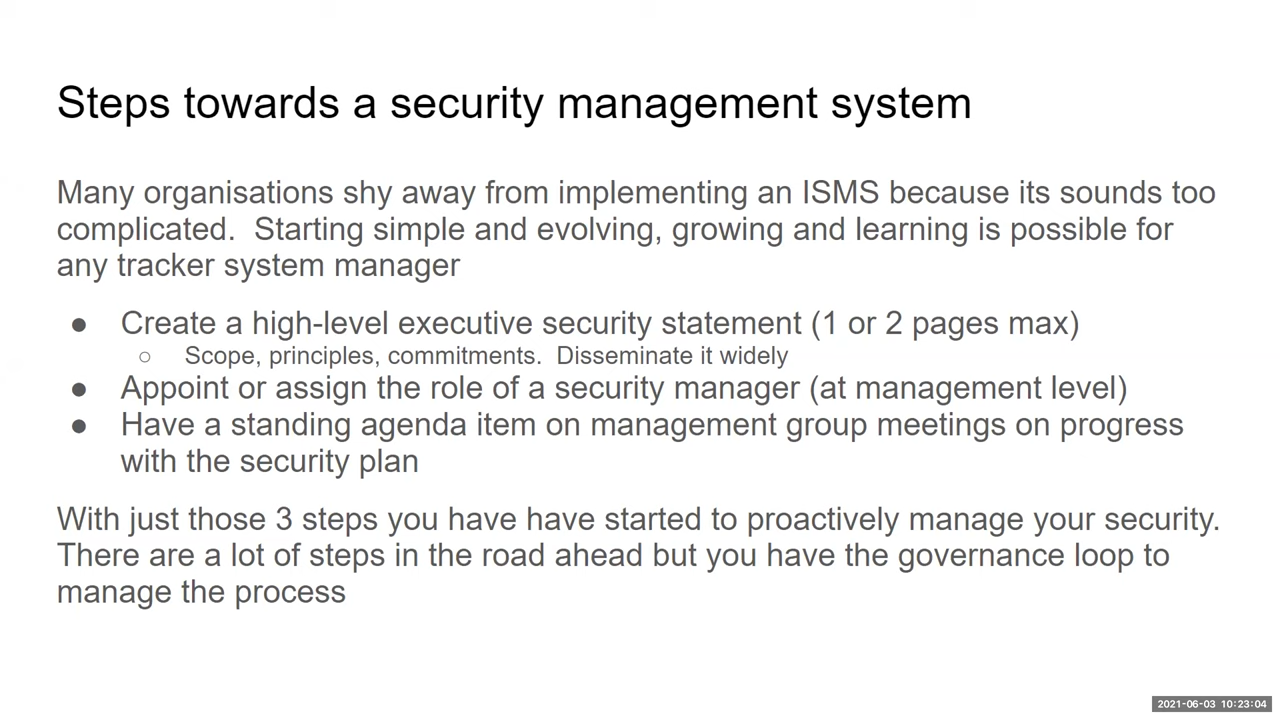 Steps towards a security management system
Many organisations shy away from implementing an ISMS because its sounds too
complicated.  Starting simple and evolving, growing and learning is possible for
any tracker system manager
● Create a high-level executive security statement (1 or 2 pages max)
○ Scope, principles, commitments.  Disseminate it widely
● Appoint or assign the role of a security manager (at management level)
● Have a standing agenda item on management group meetings on progress
with the security plan
With just those 3 steps you have have started to proactively manage your security.
There are a lot of steps in the road ahead but you have the governance loop to
manage the process
2021-06-03 10:23:04